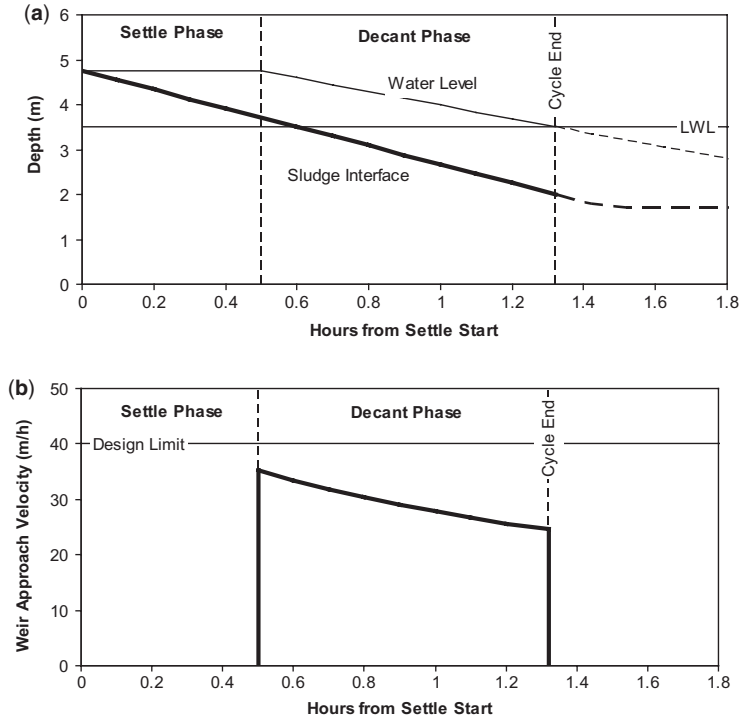 (a)
6
5
4
3
2
1
0
Depth (m)
Settle Phase
Decant Phase
Cycle End
Water Level
LWL
Sludge Interface
0 0.2 0.4 0.6 0.8 1 1.2 1.4 1.6 1.8
Hours from Settle Start
(b)
50
40
30
20
10
0
Weir Approach Velocity (m/h)
Settle Phase
Decant Phase
Cycle End
Design Limit
0 0.2 0.4 0.6 0.8 1 1.2 1.4 1.6 1.8
Hours from Settle Start